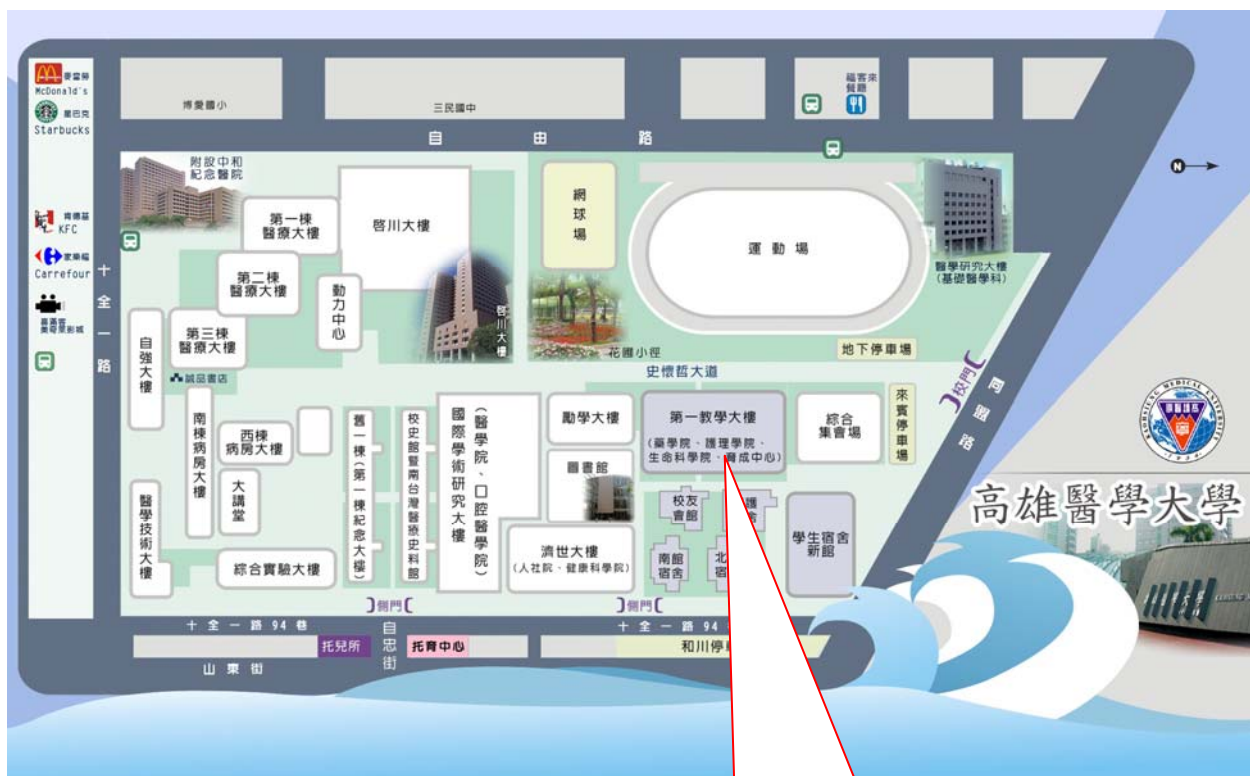 麥當勞
McDonald's
星巴克
Starbucks
肯德基
KFC
家樂福
Carrefour
十全一路
博愛國小
三民國中
福客來
餐廳
自由路
N
附設中和
紀念醫院
第一棟
醫療大樓
啓川大樓
網球場
運動場
醫學研究大樓
(基礎醫學科)
第二棟
醫療大樓
動力中心
啓川大樓
第三棟
醫療大樓
自強大樓
花圃小徑
地下停車場
史懷哲大道
校門
同盟路
誠品書店
南棟病房大樓
西棟
病房大樓
大講堂
舊一棟(第一棟紀念大樓)
校史館暨南台灣醫療史料館
國際學術研究大樓
(醫學院、口腔醫學院)
勵學大樓
圖書館
第一教學大樓
(藥學院、護理學院、
生命科學院、育成中心)
綜合
集會場
來賓停車場
校友
會館
護
舍
學生宿舍
新館
南館
宿舍
北
宿
濟世大樓
(人社院、健康科學院)
醫學技術大樓
綜合實驗大樓
側門
側門
十全一路94巷
自忠街
十全一路94
托兒所
托育中心
和川停
山東街
KAOHSIUNG MEDICAL UNIVERSITY
1954
高雄醫學大學